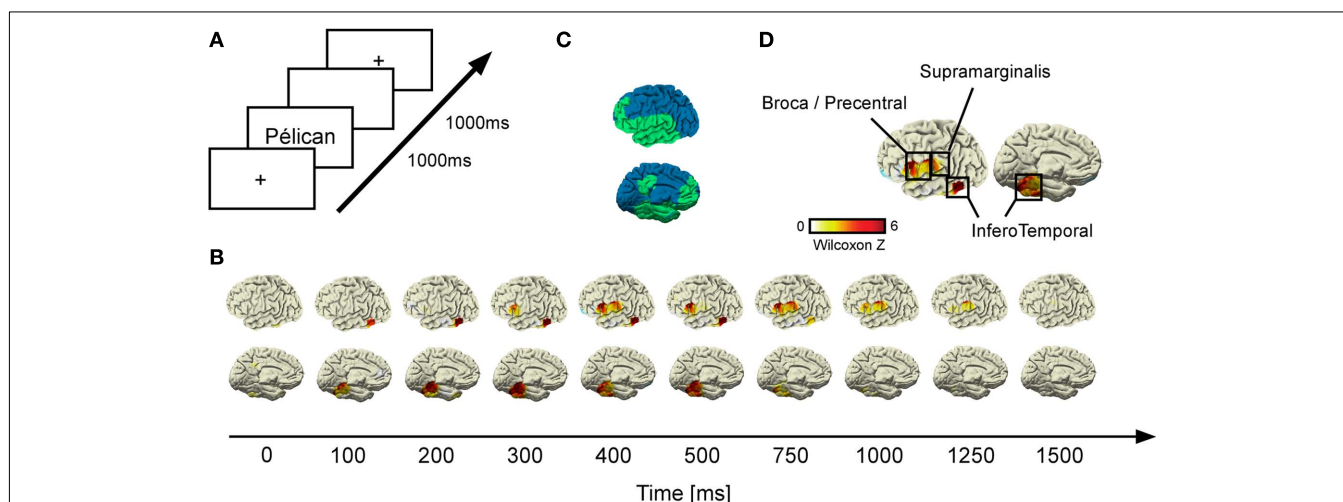 A
+
Pélican
+
1000ms
1000ms
C
D
Supramarginalis
Broca / Precentral
InferoTemporal
0
6
Wilcoxon Z
B
0 100 200 300 400 500 750 1000 1250 1500
Time [ms]